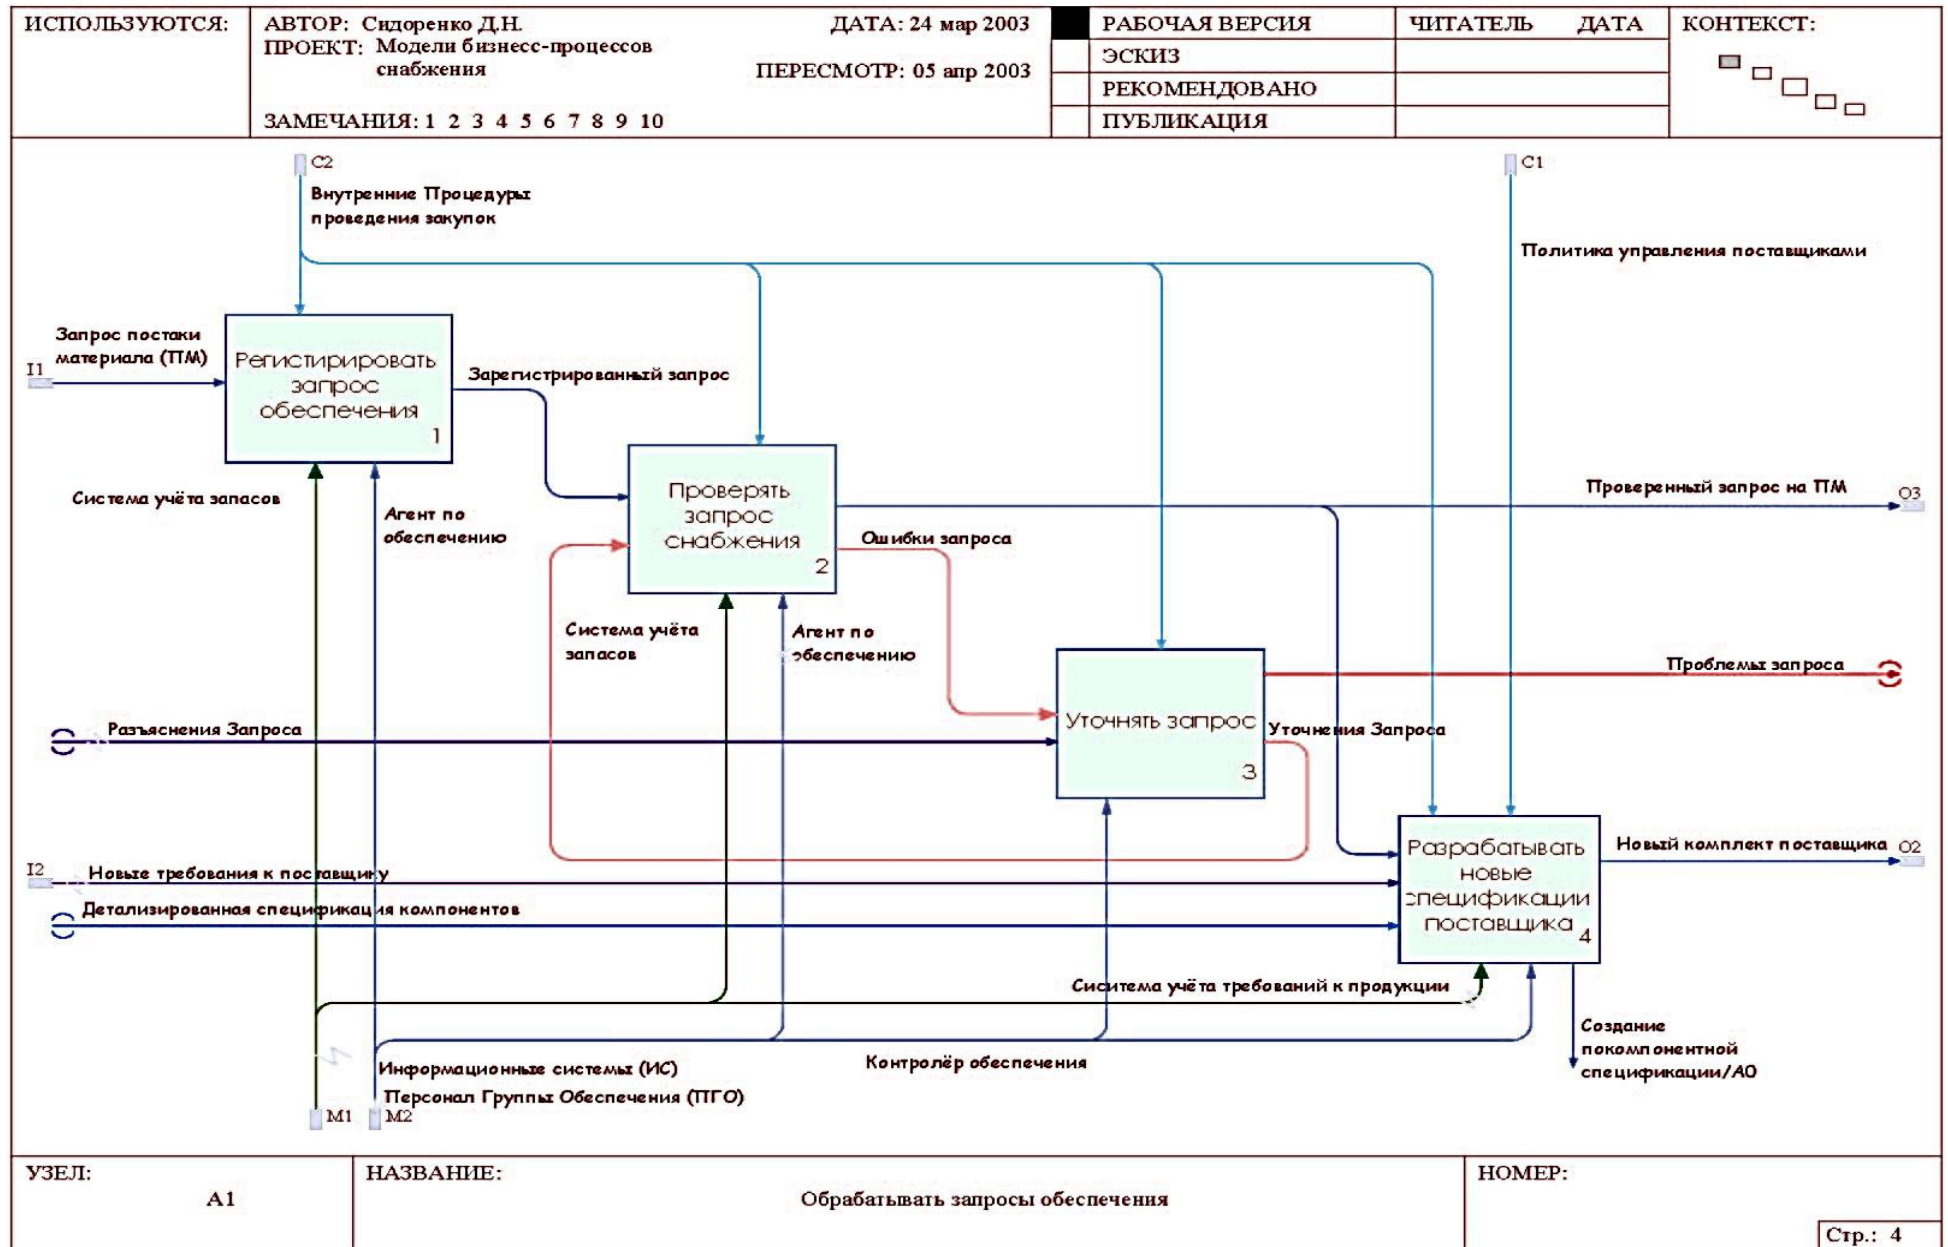 ИСПОЛЬЗУЮТСЯ:
АВТОР: Сидоренко Д.Н.
ДАТА: 24 мар 2003
ПРОЕКТ: Модели бизнесс-процессов
снабжения
ПЕРЕСМОТР: 05 апр 2003
ЗАМЕЧАНИЯ: 1 2 3 4 5 6 7 8 9 10
РАБОЧАЯ ВЕРСИЯ
ЭСКИЗ
РЕКОМЕНДОВАНО
ПУБЛИКАЦИЯ
ЧИТАТЕЛЬ ДАТА
КОНТЕКСТ:
C2
Внутренние Процедуры
проведения закупок
C1
Политика управления поставщиками
Запрос постаки
материала (ПМ)
I1
Регистирировать
запрос
обеспечения
1
Зарегистрированный запрос
Система учёта запасов
Агент по
обеспечению
Проверять
запрос
снабжения
2
Проверенный запрос на ПМ
O3
Ошибки запроса
Система учёта
запасов
Агент по
обеспечению
Проблемы запроса
Разъяснения Запроса
Уточнять запрос
3
Уточнения Запроса
I2
Новые требования к поставщику
Детализированная спецификация компонентов
Разрабатывать
новые
спецификации
поставщика
4
Новый комплект поставщика
O2
Сиситема учёта требований к продукции
Создание
покомпонентной
спецификации/А0
Информационные системы (ИС)
Контролёр обеспечения
Персонал Группы Обеспечения (ПГО)
M1
M2
УЗЕЛ:
А1
НАЗВАНИЕ:
Обрабатывать запросы обеспечения
НОМЕР:
Стр.: 4